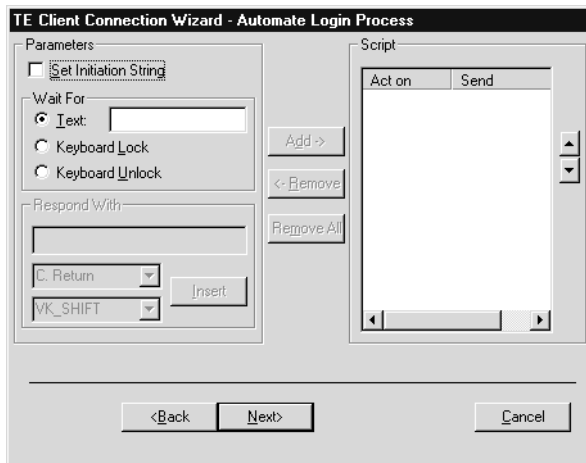 TE Client Connection Wizard - Automate Login Process
Parameters
Set Initiation String
Wait For
Text:
Keyboard Lock
Keyboard Unlock
Respond With
C. Return
VK_SHIFT
Insert
Add ->
<- Remove
Remove All
Script
Act on Send
<Back Next> Cancel